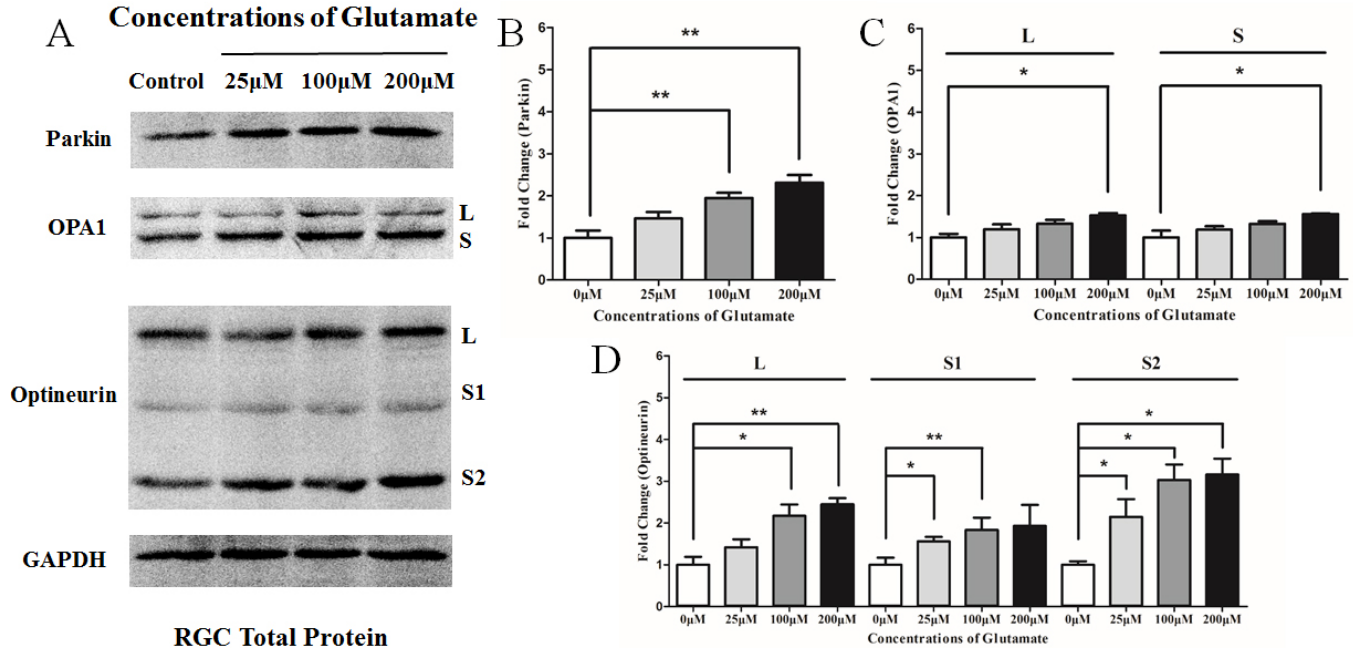 A
Concentrations of Glutamate
Control 25μM 100μM 200μM
Parkin
OPA1
L
S
Optineurin
L
S1
S2
GAPDH
RGC Total Protein
B
Fold Change (Parkin)
6
5
4
3
2
1
0
**
**
0μM 25μM 100μM 200μM
Concentrations of Glutamate
C
Fold Change (OPA1)
6
5
4
3
2
1
0
L S
* *
0μM 25μM 100μM 200μM 0μM 25μM 100μM 200μM
Concentrations of Glutamate
D
Fold Change (Optineurin)
6
5
4
3
2
1
0
L S1 S2
** *
* ** *
* *
0μM 25μM 100μM 200μM 0μM 25μM 100μM 200μM 0μM 25μM 100μM 200μM
Concentrations of Glutamate